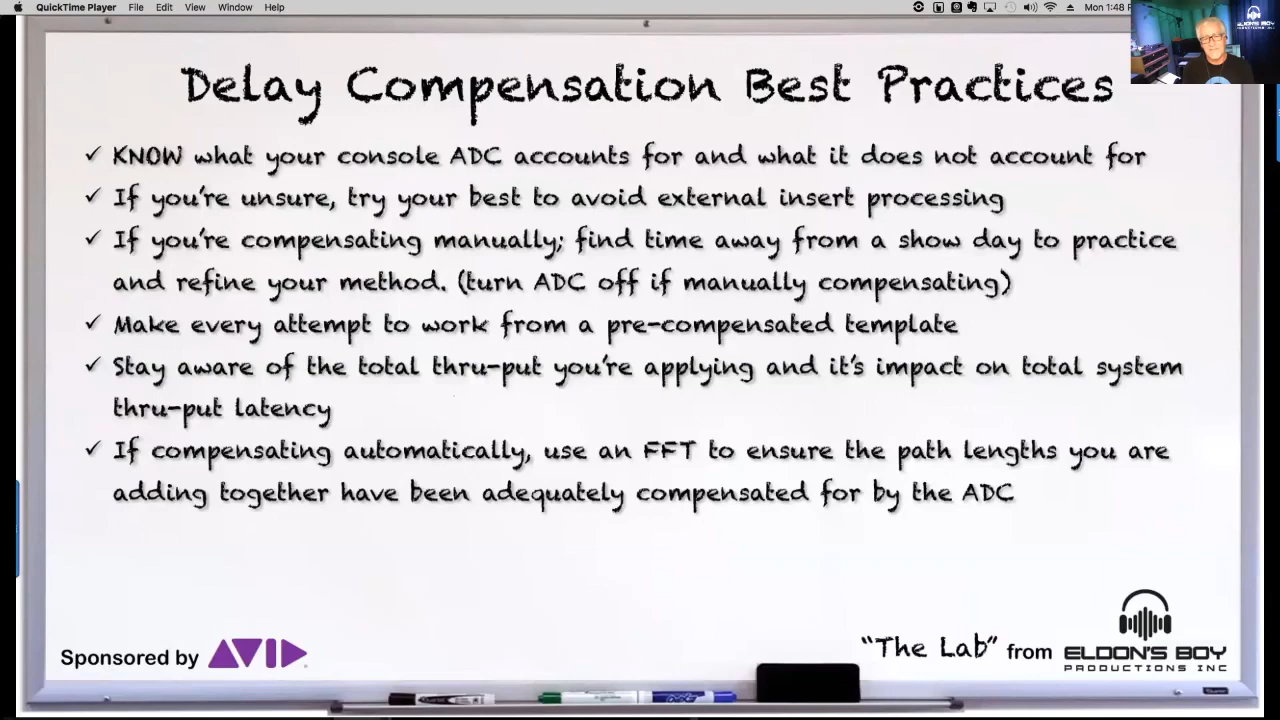 QuickTime Player File Edit View Window Help
Mon 1:48 P
ELDON'S BOY
PRODUCTIONS INC
Delay Compensation Best Practices
✓ KNOW what your console ADC accounts for and what it does not account for
✓ If you're unsure, try your best to avoid external insert processing
✓ If you're compensating manually; find time away from a show day to practice
and refine your method. (turn ADC off if manually compensating)
✓ Make every attempt to work from a pre-compensated template
✓ Stay aware of the total thru-put you're applying and it's impact on total system
thru-put latency
✓ If compensating automatically, use an FFT to ensure the path lengths you are
adding together have been adequately compensated for by the ADC
Sponsored by AVID
"The Lab" from ELDON'S BOY
PRODUCTIONS INC